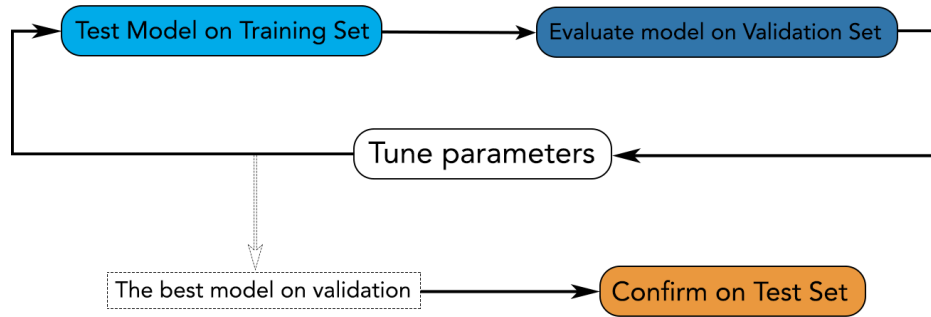 Test Model on Training Set
Evaluate model on Validation Set
Tune parameters
The best model on validation
Confirm on Test Set